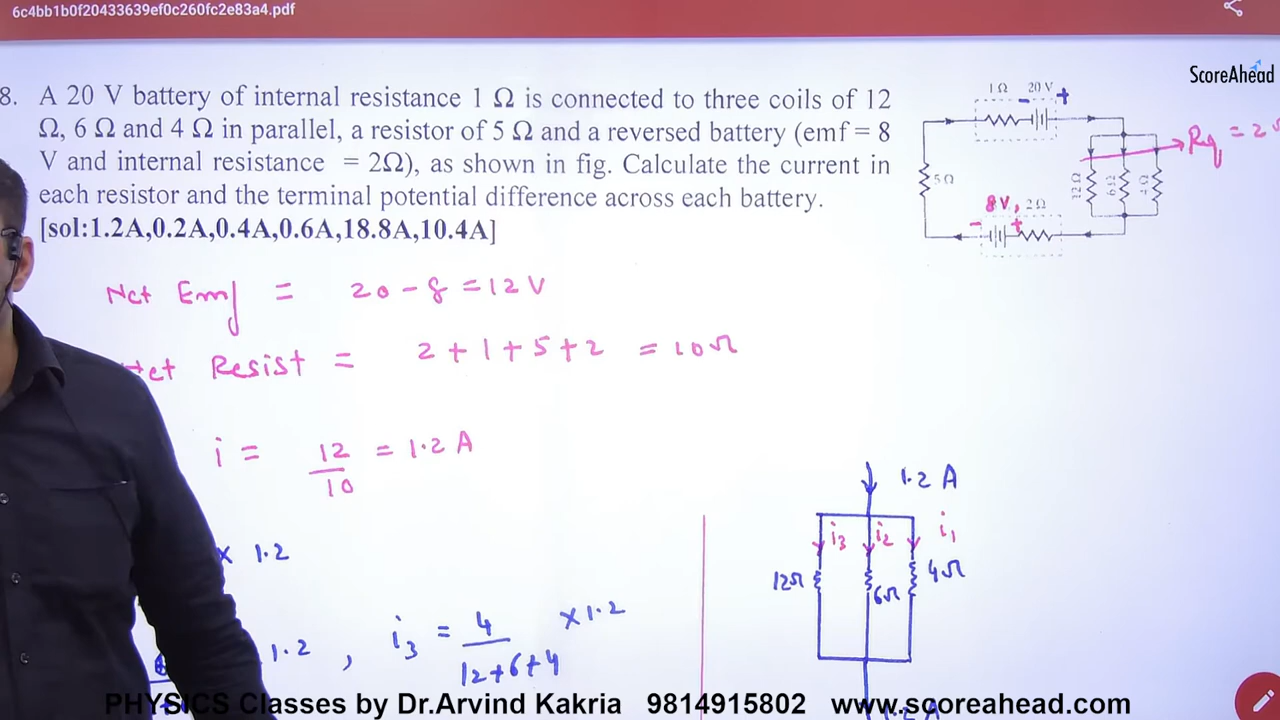 6c4bb1b0f20433639ef0c260fc2e83a4.pdf
ScoreAhead
8. A 20 V battery of internal resistance 1 Ω is connected to three coils of 12
Ω, 6 Ω and 4 Ω in parallel, a resistor of 5 Ω and a reversed battery (emf = 8
V and internal resistance = 2Ω), as shown in fig. Calculate the current in
each resistor and the terminal potential difference across each battery.
[sol:1.2A,0.2A,0.4A,0.6A,18.8A,10.4A]
1 Ω 20 V
- +
Req = 2
5 Ω
12 Ω
6 Ω
8V, 2Ω
- +
Net Emf = 20 - 8 = 12 V
Resist = 2 + 1 + 5 + 2 = 10Ω
i = 12/10 = 1.2 A
x 1.2
1.2 , i3 = 4/12+6+4 x 1.2
1.2 A
i3 i2 i1
12Ω 6Ω 4Ω
PHYSICS Classes by Dr.Arvind Kakria 9814915802 www.scoreahead.com